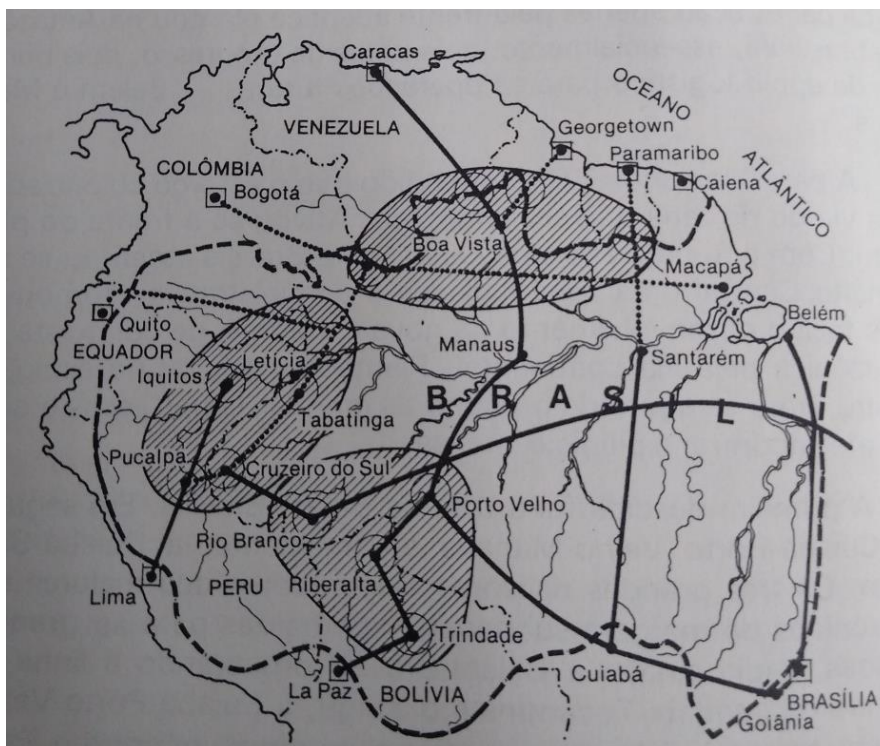 Caracas
OCEANO
VENEZUELA
Georgetown
ATLÂNTICO
COLÔMBIA
Paramaribo
Bogotá
Caiena
Boa Vista
Macapá
Quito
Belém
EQUADOR
Letícia
Manaus
Santarém
Iquitos
BRASIL
Tabatinga
Pucalpa
Cruzeiro do Sul
Porto Velho
Rio Branco
Lima
PERU
Riberalta
Trindade
Cuiabá
La Paz
BOLÍVIA
BRASÍLIA
Goiânia